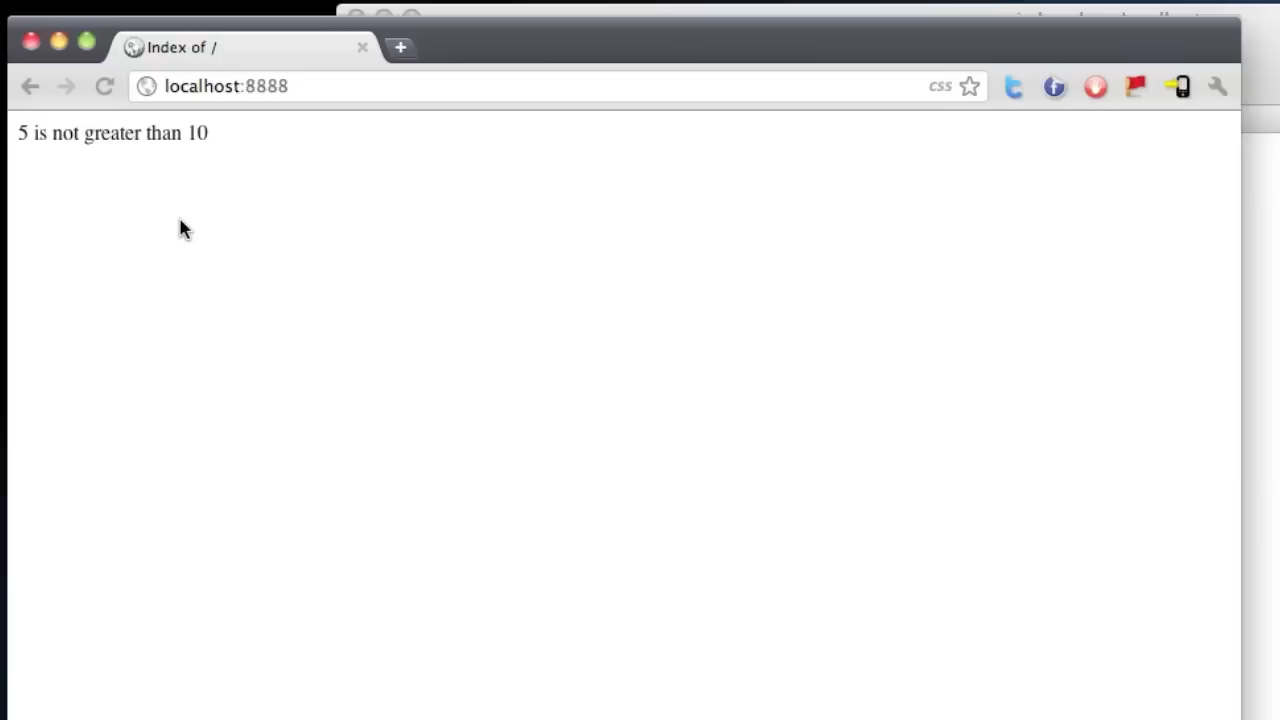 Index of /
localhost:8888
css
5 is not greater than 10